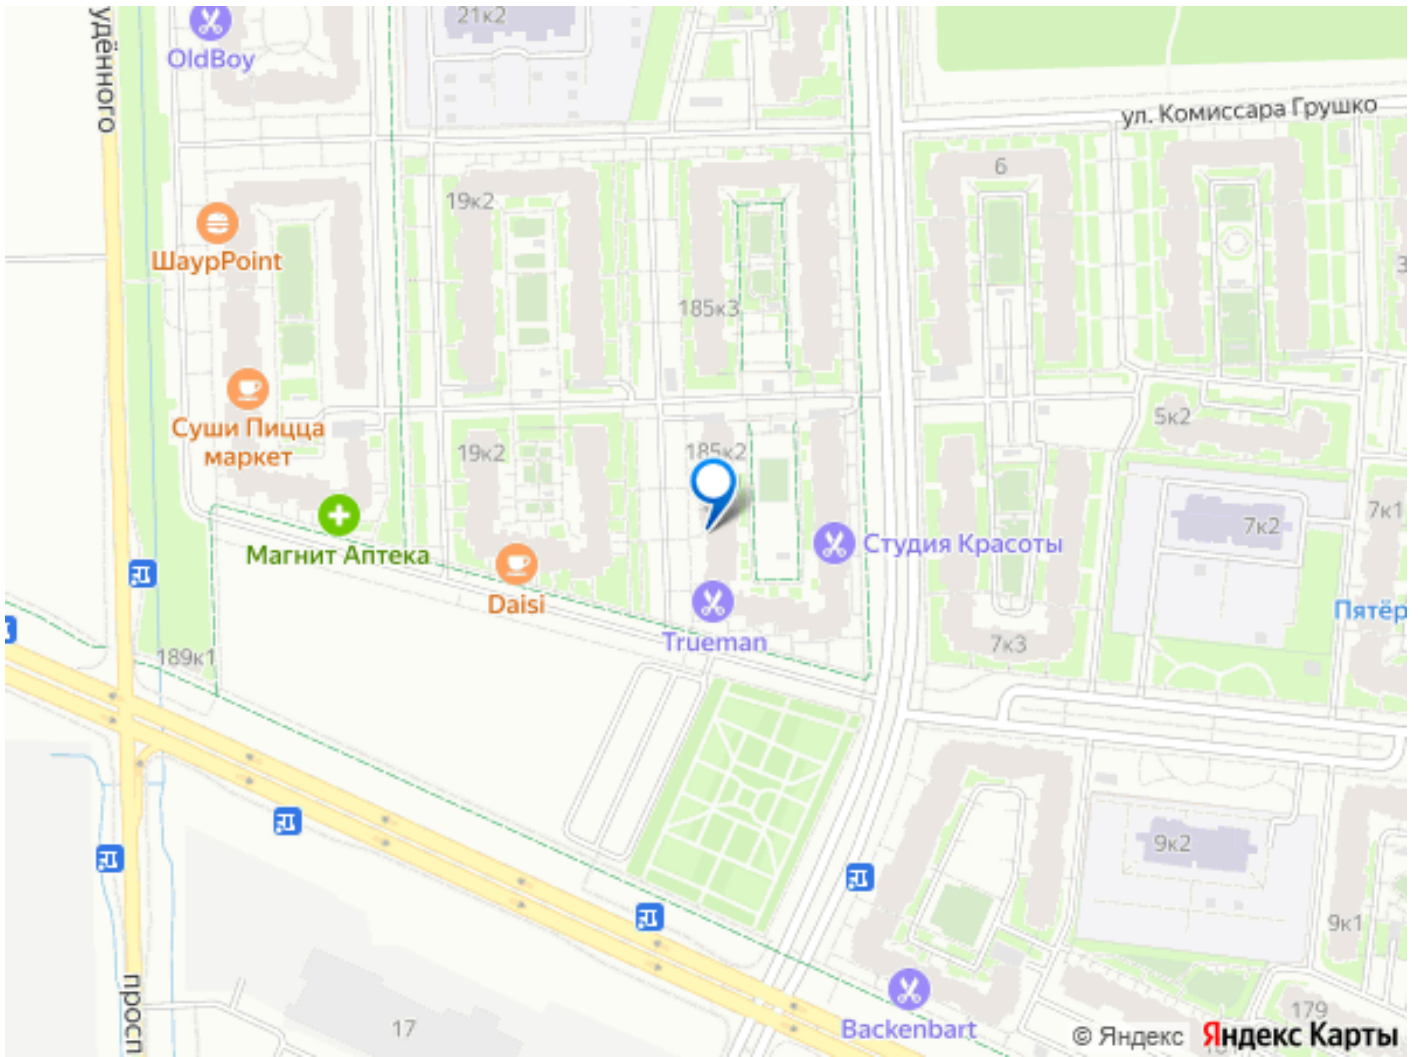 21к2
OldBoy
удённого
ул. Комиссара Грушко
6
19к2
ШаурPoint
185к3
Суши Пицца
маркет
5к2
19к2
185к2
7к1
7к2
Студия Красоты
Магнит Аптека
Daisi
Trueman
Пятёр
7к3
189к1
9к2
9к1
просп
17
Backenbart
179
© Яндекс
Яндекс Карты